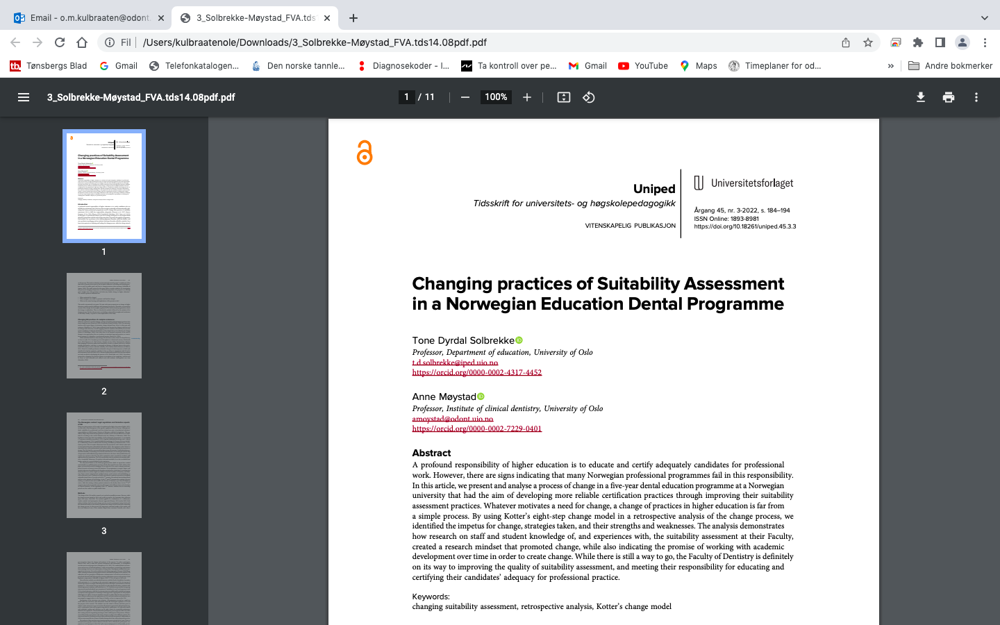 Email - o.m.kulbraaten@odont.
3_Solbrekke-Møystad_FVA.tds1
Fil
/Users/kulbraatenole/Downloads/3_Solbrekke-Møystad_FVA.tds14.08pdf.pdf
Tønsbergs Blad
Gmail
Telefonkatalogen...
Den norske tannle...
Diagnosekoder - I...
Ta kontroll over pe...
Gmail
YouTube
Maps
Timeplaner for od...
»
Andre bokmerker
3_Solbrekke-Møystad_FVA.tds14.08pdf.pdf
1 / 11
100%
1
2
3
Uniped
Tidsskrift for universitets- og høgskolepedagogikk
VITENSKAPELIG PUBLIKASJON
Universitetsforlaget
Årgang 45, nr. 3-2022, s. 184–194
ISSN Online: 1893-8981
https://doi.org/10.18261/uniped.45.3.3
Changing practices of Suitability Assessment
in a Norwegian Education Dental Programme
Tone Dyrdal Solbrekke
Professor, Department of education, University of Oslo
t.d.solbrekke@iped.uio.no
https://orcid.org/0000-0002-4317-4452
Anne Møystad
Professor, Institute of clinical dentistry, University of Oslo
amoystad@odont.uio.no
https://orcid.org/0000-0002-7229-0401
Abstract
A profound responsibility of higher education is to educate and certify adequately candidates for professional
work. However, there are signs indicating that many Norwegian professional programmes fail in this responsibility.
In this article, we present and analyse a process of change in a five-year dental education programme at a Norwegian
university that had the aim of developing more reliable certification practices through improving their suitability
assessment practices. Whatever motivates a need for change, a change of practices in higher education is far from
a simple process. By using Kotter’s eight-step change model in a retrospective analysis of the change process, we
identified the impetus for change, strategies taken, and their strengths and weaknesses. The analysis demonstrates
how research on staff and student knowledge of, and experiences with, the suitability assessment at their Faculty,
created a research mindset that promoted change, while also indicating the promise of working with academic
development over time in order to create change. While there is still a way to go, the Faculty of Dentistry is definitely
on its way to improving the quality of suitability assessment, and meeting their responsibility for educating and
certifying their candidates’ adequacy for professional practice.
Keywords:
changing suitability assessment, retrospective analysis, Kotter’s change model